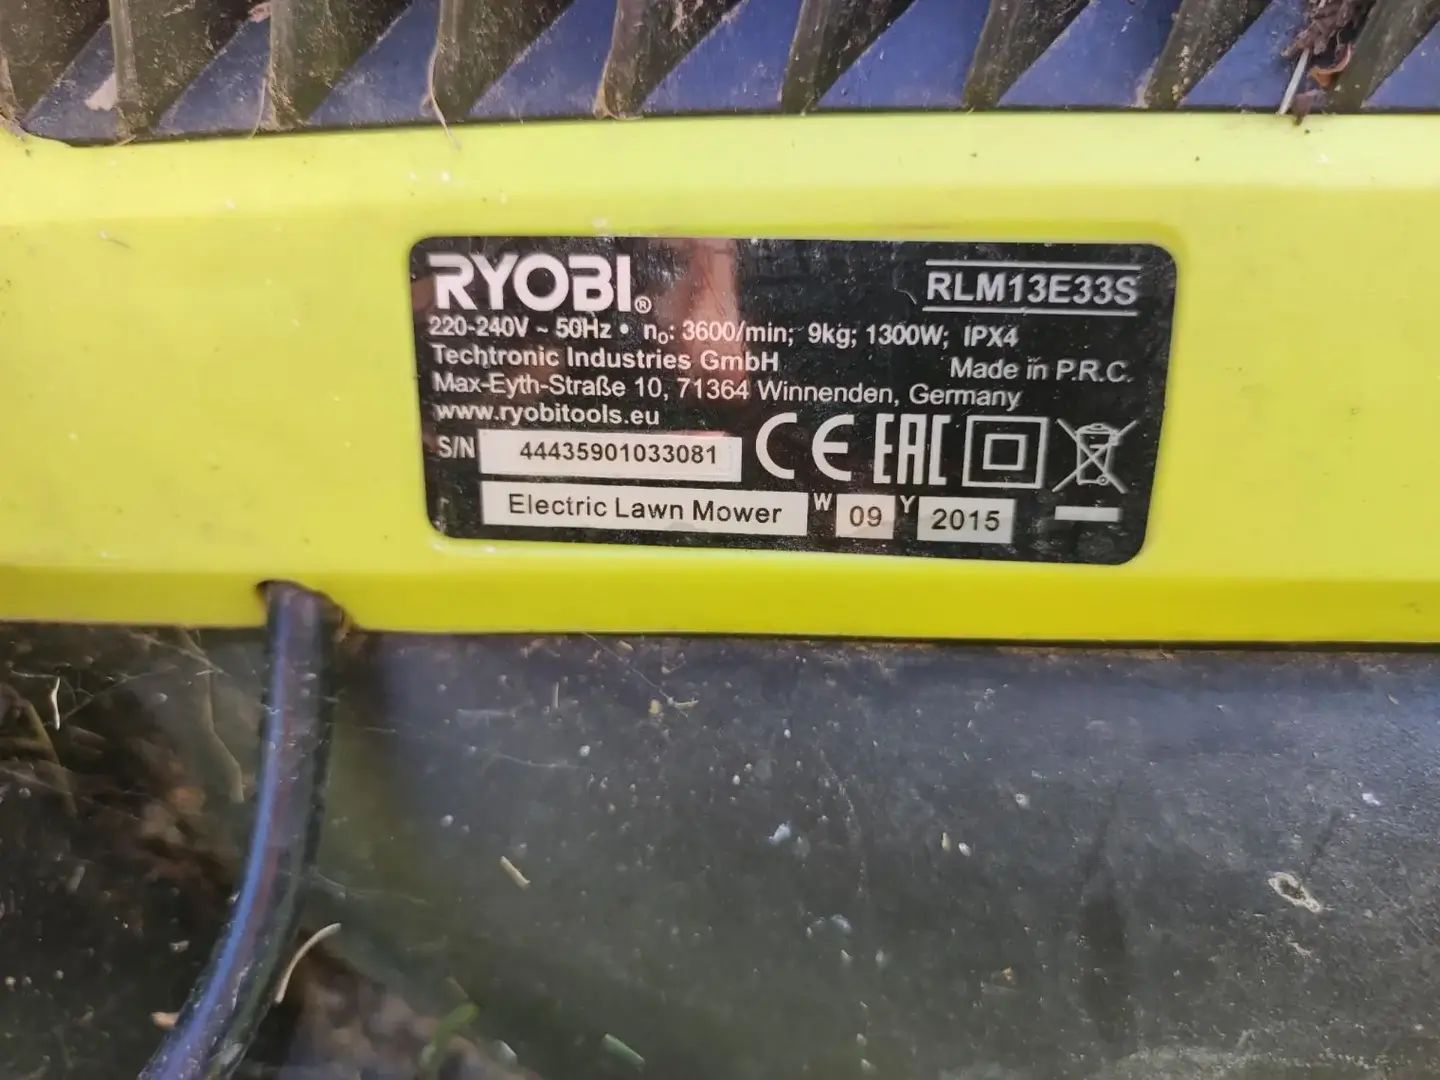 RYOBI®
RLM13E33S
220-240V ~ 50Hz • n₀: 3600/min; 9kg; 1300W; IPX4
Techtronic Industries GmbH
Made in P.R.C.
Max-Eyth-Straße 10, 71364 Winnenden, Germany
www.ryobitools.eu
S/N 44435901033081
CE EAC
Electric Lawn Mower W 09 Y 2015